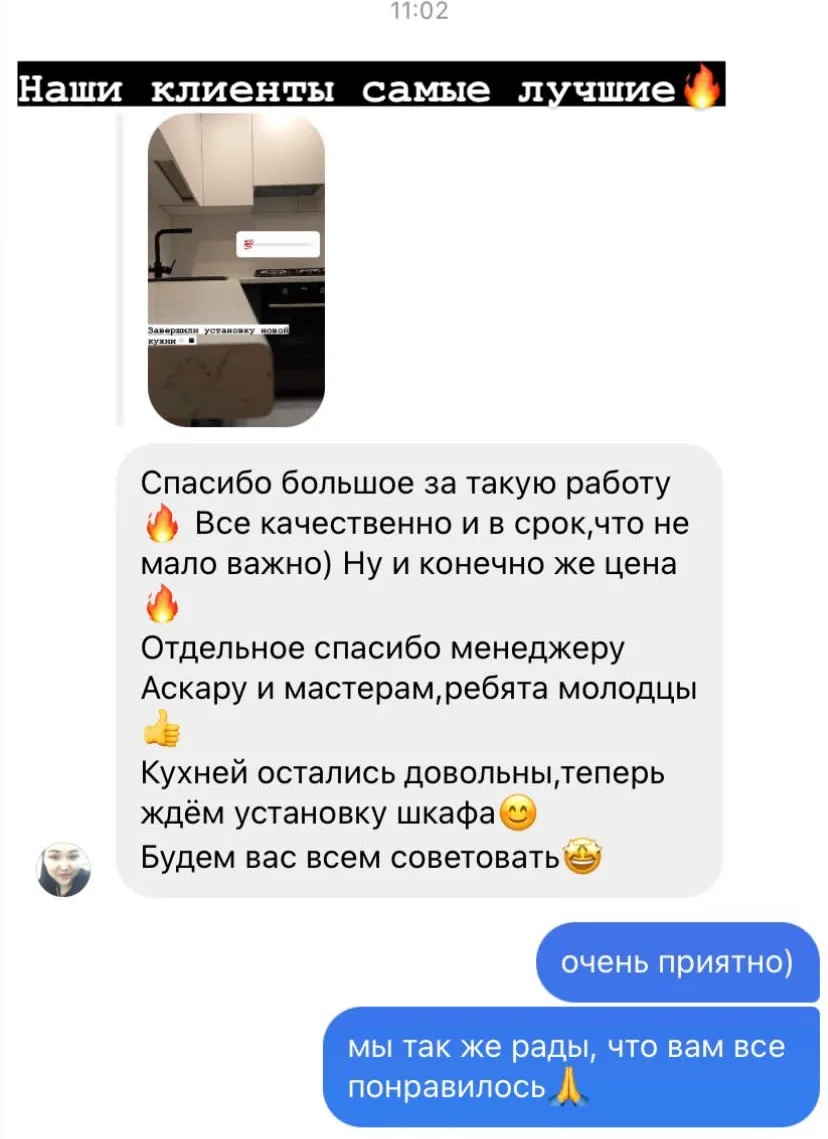 11:02
Наши клиенты самые лучшие🔥
💯
Завершили установку новой
кухни
Спасибо большое за такую работу
🔥 Все качественно и в срок,что не
мало важно) Ну и конечно же цена
🔥
Отдельное спасибо менеджеру
Аскару и мастерам,ребята молодцы
👍
Кухней остались довольны,теперь
ждём установку шкафа😊
Будем вас всем советовать🤩
очень приятно)
мы так же рады, что вам все
понравилось🙏